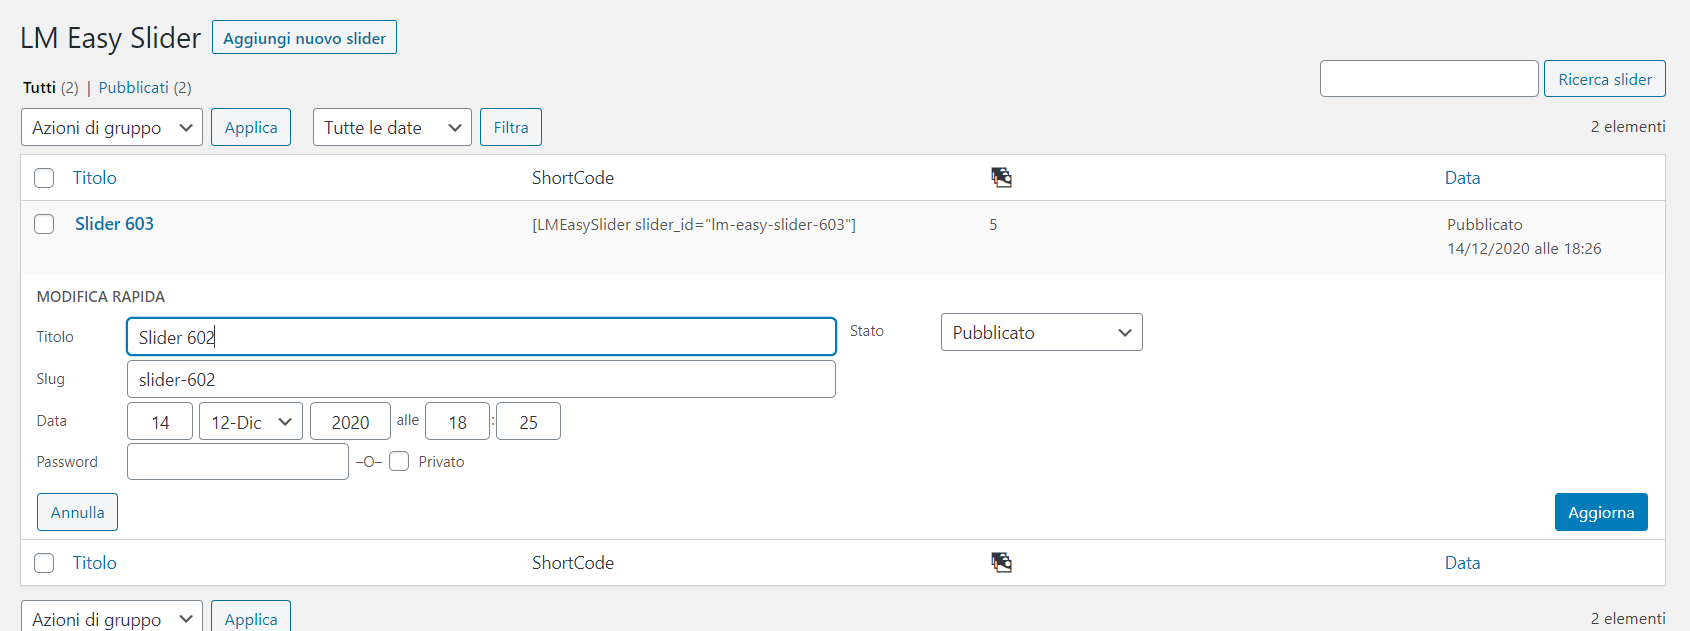 LM Easy Slider Aggiungi nuovo slider
Tutti (2) | Pubblicati (2)
Ricerca slider
Azioni di gruppo Applica Tutte le date Filtra
2 elementi
Titolo ShortCode Data
Slider 603 [LMEasySlider slider_id="lm-easy-slider-603"] 5 Pubblicato
14/12/2020 alle 18:26
MODIFICA RAPIDA
Titolo Slider 602 Stato Pubblicato
Slug slider-602
Data 14 12-Dic 2020 alle 18 : 25
Password –O– Privato
Annulla Aggiorna
Titolo ShortCode Data
Azioni di gruppo Applica 2 elementi